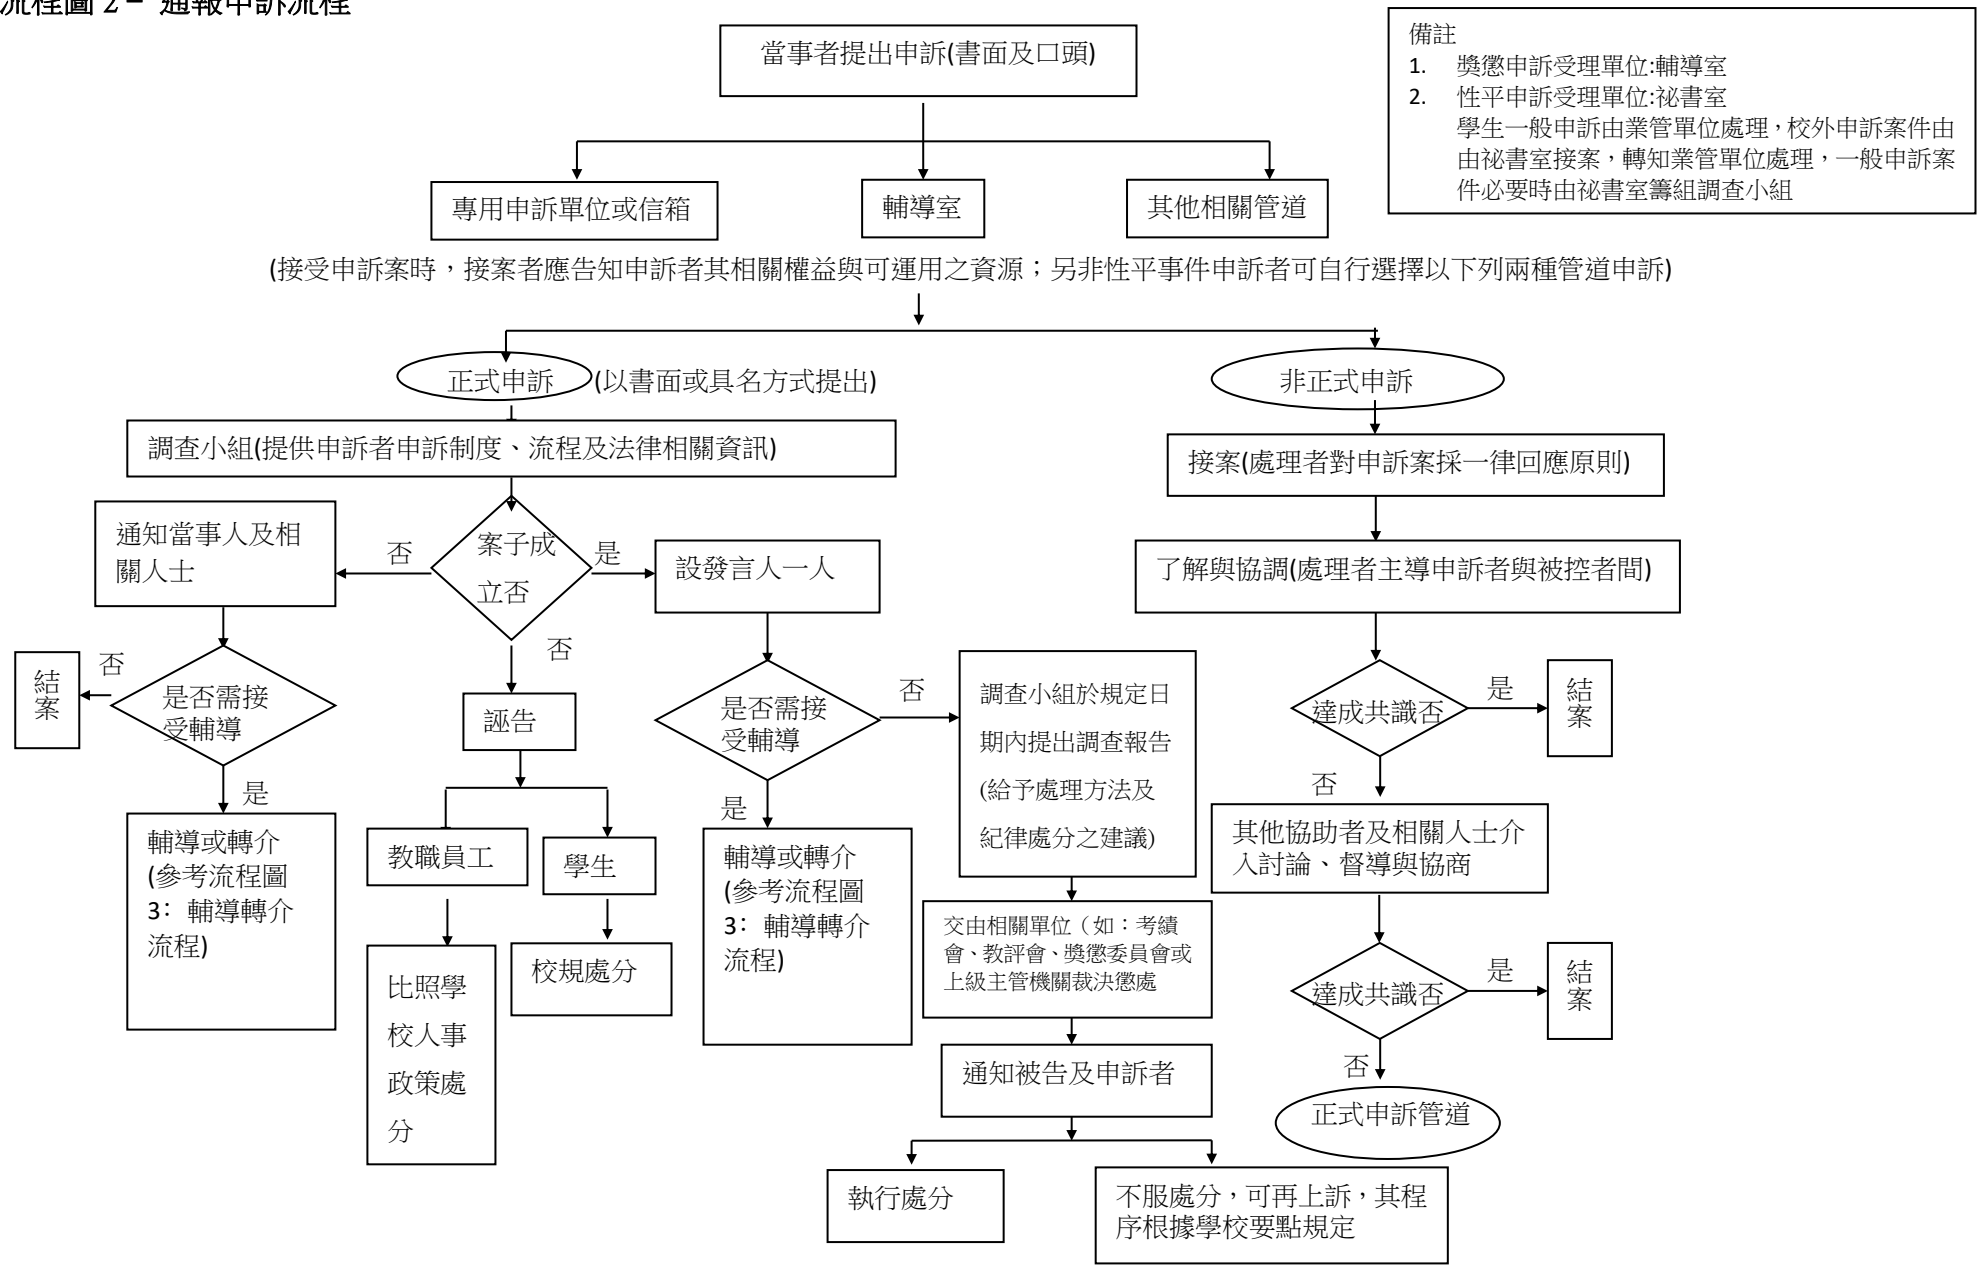 流程圖 2－ 通報申訴流程
當事者提出申訴(書面及口頭)
備註
1. 獎懲申訴受理單位:輔導室
2. 性平申訴受理單位:祕書室
學生一般申訴由業管單位處理，校外申訴案件由
由祕書室接案，轉知業管單位處理，一般申訴案
件必要時由祕書室籌組調查小組
專用申訴單位或信箱
輔導室
其他相關管道
(接受申訴案時，接案者應告知申訴者其相關權益與可運用之資源；另非性平事件申訴者可自行選擇以下列兩種管道申訴)
正式申訴
(以書面或具名方式提出)
非正式申訴
調查小組(提供申訴者申訴制度、流程及法律相關資訊)
接案(處理者對申訴案採一律回應原則)
通知當事人及相
關人士
否
案子成
立否
是
設發言人一人
了解與協調(處理者主導申訴者與被控者間)
結
案
否
是否需接
受輔導
是
輔導或轉介
(參考流程圖
3： 輔導轉介
流程)
否
誣告
教職員工
學生
比照學
校人事
政策處
分
校規處分
是否需接
受輔導
否
是
輔導或轉介
(參考流程圖
3： 輔導轉介
流程)
調查小組於規定日
期內提出調查報告
(給予處理方法及
紀律處分之建議)
交由相關單位（如：考績
會、教評會、獎懲委員會或
上級主管機關裁決懲處
通知被告及申訴者
執行處分
不服處分，可再上訴，其程
序根據學校要點規定
達成共識否
是
結
案
否
其他協助者及相關人士介
入討論、督導與協商
達成共識否
是
結
案
否
正式申訴管道